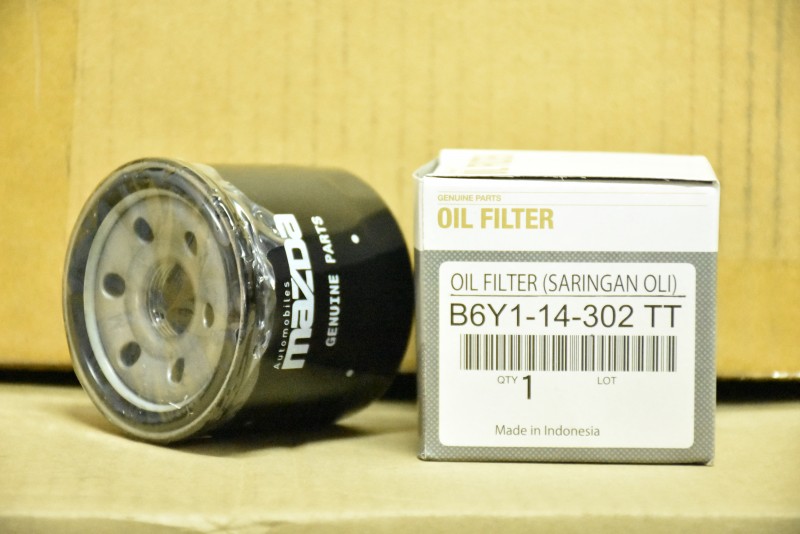 Automobiles
mazda
GENUINE PARTS
GENUINE PARTS
OIL FILTER
OIL FILTER (SARINGAN OLI)
B6Y1-14-302 TT
QTY 1 LOT
Made in Indonesia